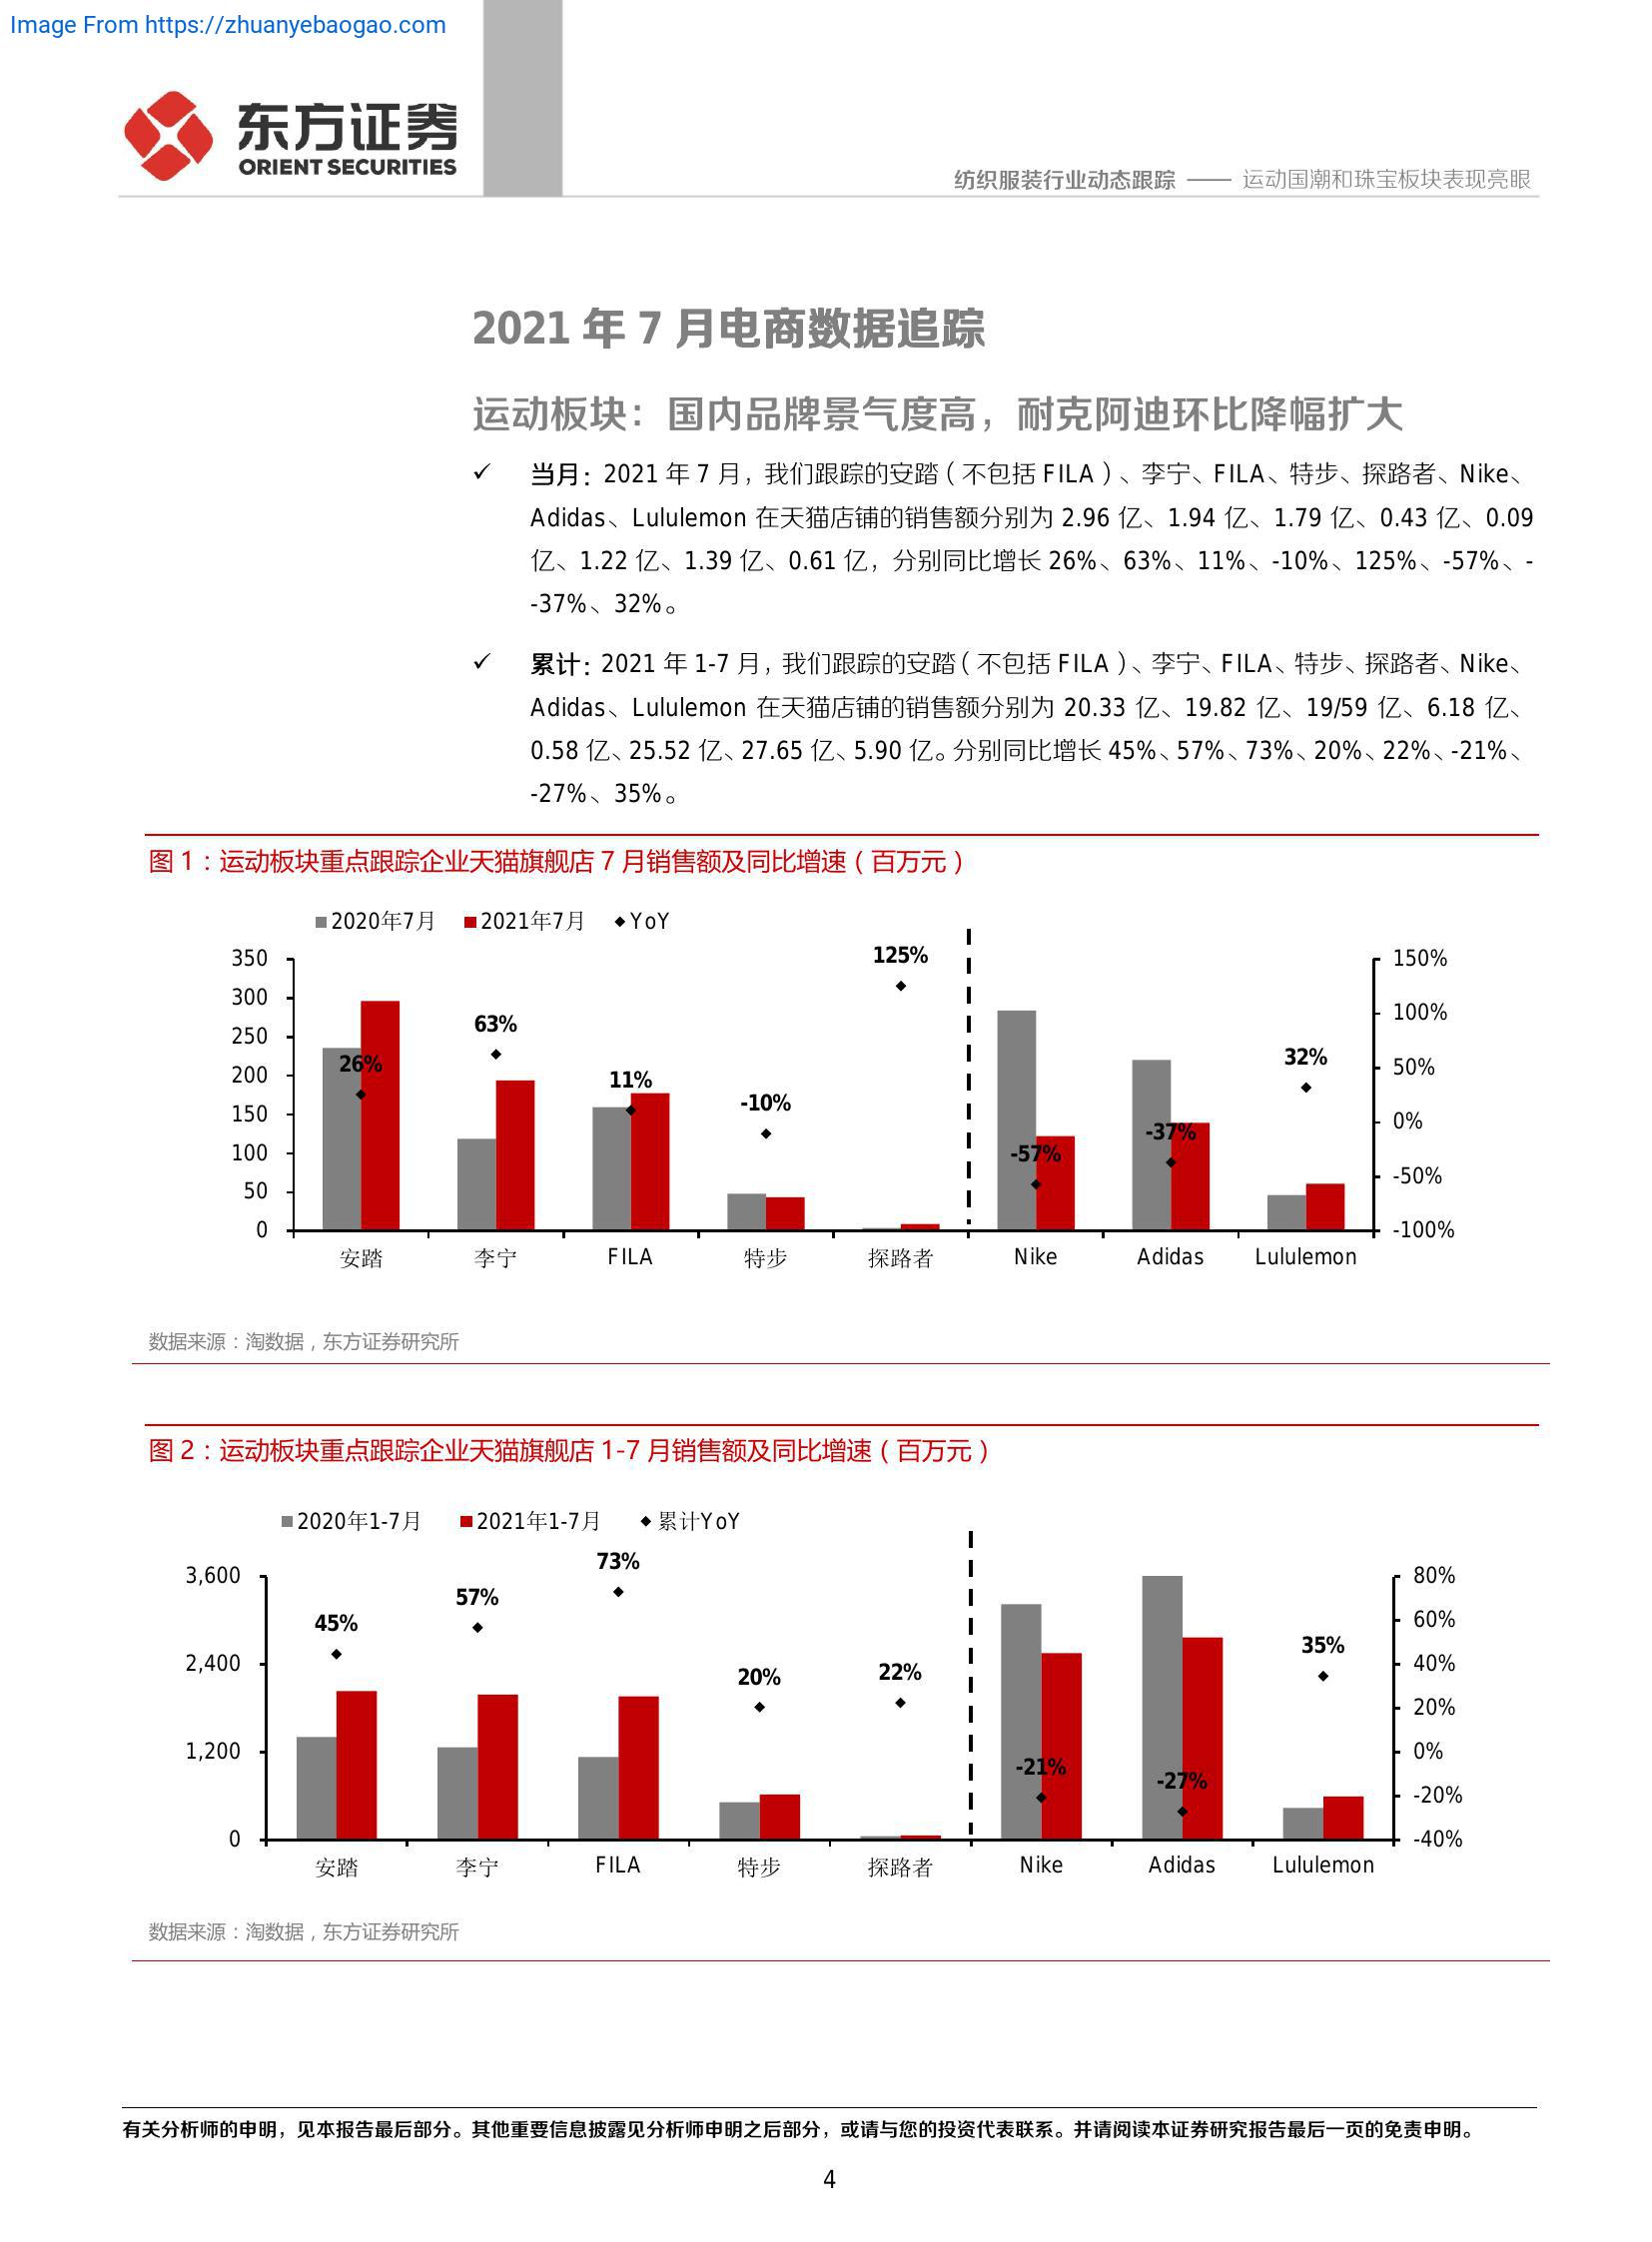 Image From https://zhuanyebaogao.com
东方证券
ORIENT SECURITIES
纺织服装行业动态跟踪 —— 运动国潮和珠宝板块表现亮眼
2021 年 7 月电商数据追踪
运动板块：国内品牌景气度高，耐克阿迪环比降幅扩大
✓ 当月：2021 年 7 月，我们跟踪的安踏（不包括 FILA）、李宁、FILA、特步、探路者、Nike、
Adidas、Lululemon 在天猫店铺的销售额分别为 2.96 亿、1.94 亿、1.79 亿、0.43 亿、0.09
亿、1.22 亿、1.39 亿、0.61 亿，分别同比增长 26%、63%、11%、-10%、125%、-57%、-
-37%、32%。
✓ 累计：2021 年 1-7 月，我们跟踪的安踏（不包括 FILA）、李宁、FILA、特步、探路者、Nike、
Adidas、Lululemon 在天猫店铺的销售额分别为 20.33 亿、19.82 亿、19/59 亿、6.18 亿、
0.58 亿、25.52 亿、27.65 亿、5.90 亿。分别同比增长 45%、57%、73%、20%、22%、-21%、
-27%、35%。
图 1：运动板块重点跟踪企业天猫旗舰店 7 月销售额及同比增速（百万元）
2020年7月 2021年7月 YoY
350
300
250
200
150
100
50
0
26%
63%
11%
-10%
125%
-57%
-37%
32%
150%
100%
50%
0%
-50%
-100%
安踏 李宁 FILA 特步 探路者 Nike Adidas Lululemon
数据来源：淘数据，东方证券研究所
图 2：运动板块重点跟踪企业天猫旗舰店 1-7 月销售额及同比增速（百万元）
2020年1-7月 2021年1-7月 累计YoY
3,600
2,400
1,200
0
45%
57%
73%
20%
22%
-21%
-27%
35%
80%
60%
40%
20%
0%
-20%
-40%
安踏 李宁 FILA 特步 探路者 Nike Adidas Lululemon
数据来源：淘数据，东方证券研究所
有关分析师的申明，见本报告最后部分。其他重要信息披露见分析师申明之后部分，或请与您的投资代表联系。并请阅读本证券研究报告最后一页的免责申明。
4